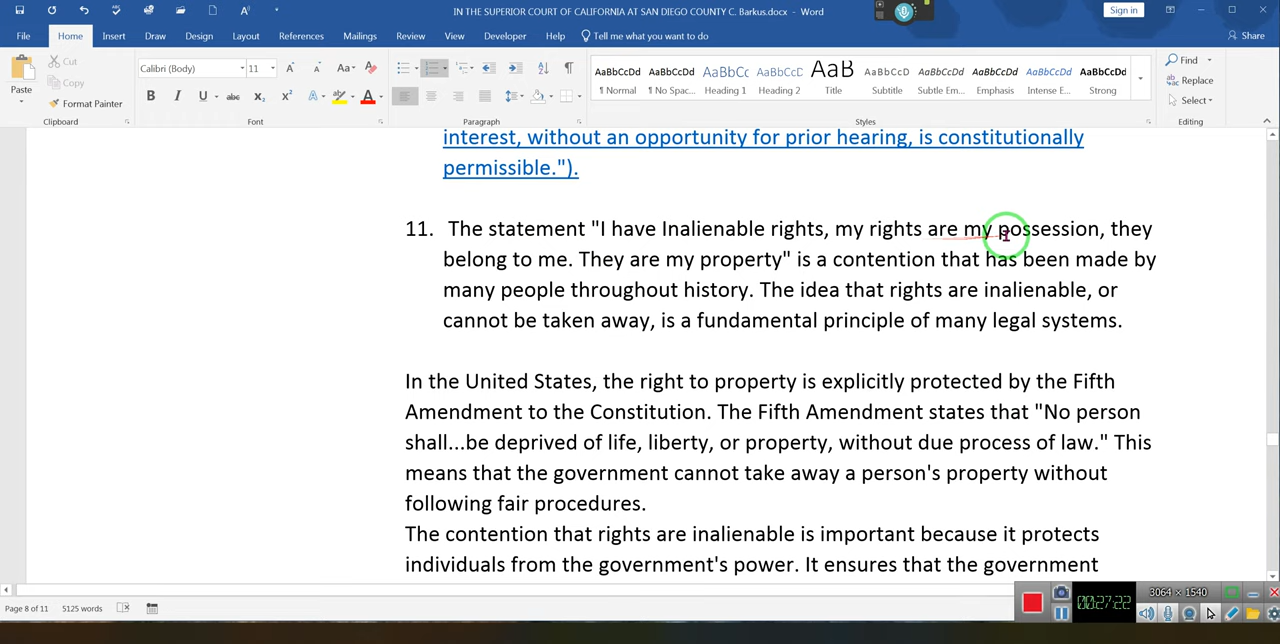 IN THE SUPERIOR COURT OF CALIFORNIA AT SAN DIEGO COUNTY C. Barkus.docx - Word
Sign in
File Home Insert Draw Design Layout References Mailings Review View Developer Help Tell me what you want to do Share
Paste
Cut
Copy
Format Painter
Clipboard
Calibri (Body) 11
Font
Paragraph
AaBbCcDd AaBbCcDd AaBbCc AaBbCcD AaB AaBbCcD AaBbCcDd AaBbCcDd AaBbCcDd AaBbCcDd
¶ Normal ¶ No Spac... Heading 1 Heading 2 Title Subtitle Subtle Em... Emphasis Intense E... Strong
Styles
Find
Replace
Select
Editing
interest, without an opportunity for prior hearing, is constitutionally
permissible.").
11. The statement "I have Inalienable rights, my rights are my possession, they
belong to me. They are my property" is a contention that has been made by
many people throughout history. The idea that rights are inalienable, or
cannot be taken away, is a fundamental principle of many legal systems.
In the United States, the right to property is explicitly protected by the Fifth
Amendment to the Constitution. The Fifth Amendment states that "No person
shall...be deprived of life, liberty, or property, without due process of law." This
means that the government cannot take away a person's property without
following fair procedures.
The contention that rights are inalienable is important because it protects
individuals from the government's power. It ensures that the government
Page 8 of 11 5125 words
00:27:22
3064 × 1540